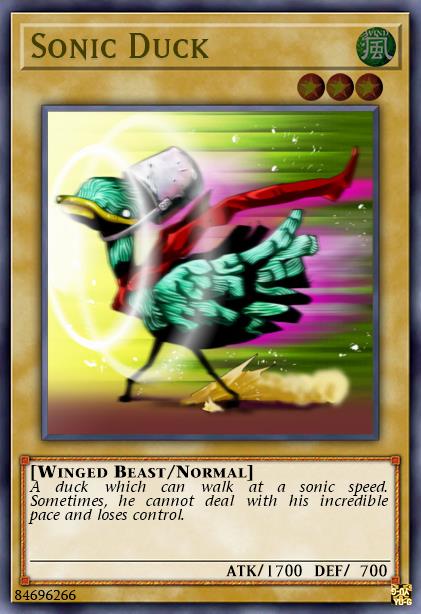 Sonic Duck
WIND
風
[Winged Beast/Normal]
A duck which can walk at a sonic speed.
Sometimes, he cannot deal with his incredible
pace and loses control.
ATK/1700 DEF/ 700
84696266